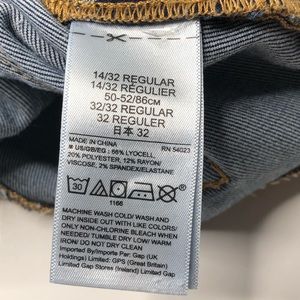 14/32 REGULAR
14/32 RÉGULIER
50-52/86CM
32/32 REGULAR
32 REGULER
日本 32
MADE IN CHINA RN 54023
US/GB/EG: 66% LYOCELL,
20% POLYESTER, 12% RAYON/
VISCOSE, 2% SPANDEX/ELASTANE
30
1166
MACHINE WASH COLD/ WASH AND
DRY INSIDE OUT WITH LIKE COLORS/
ONLY NON-CHLORINE BLEACH WHEN
NEEDED/ TUMBLE DRY LOW/ WARM
IRON/ DO NOT DRY CLEAN
Imported by/Importe par: Gap (UK
Holdings) Limited- GPS (Great Britain)
Limited Gap Stores (Ireland) Limited Gap